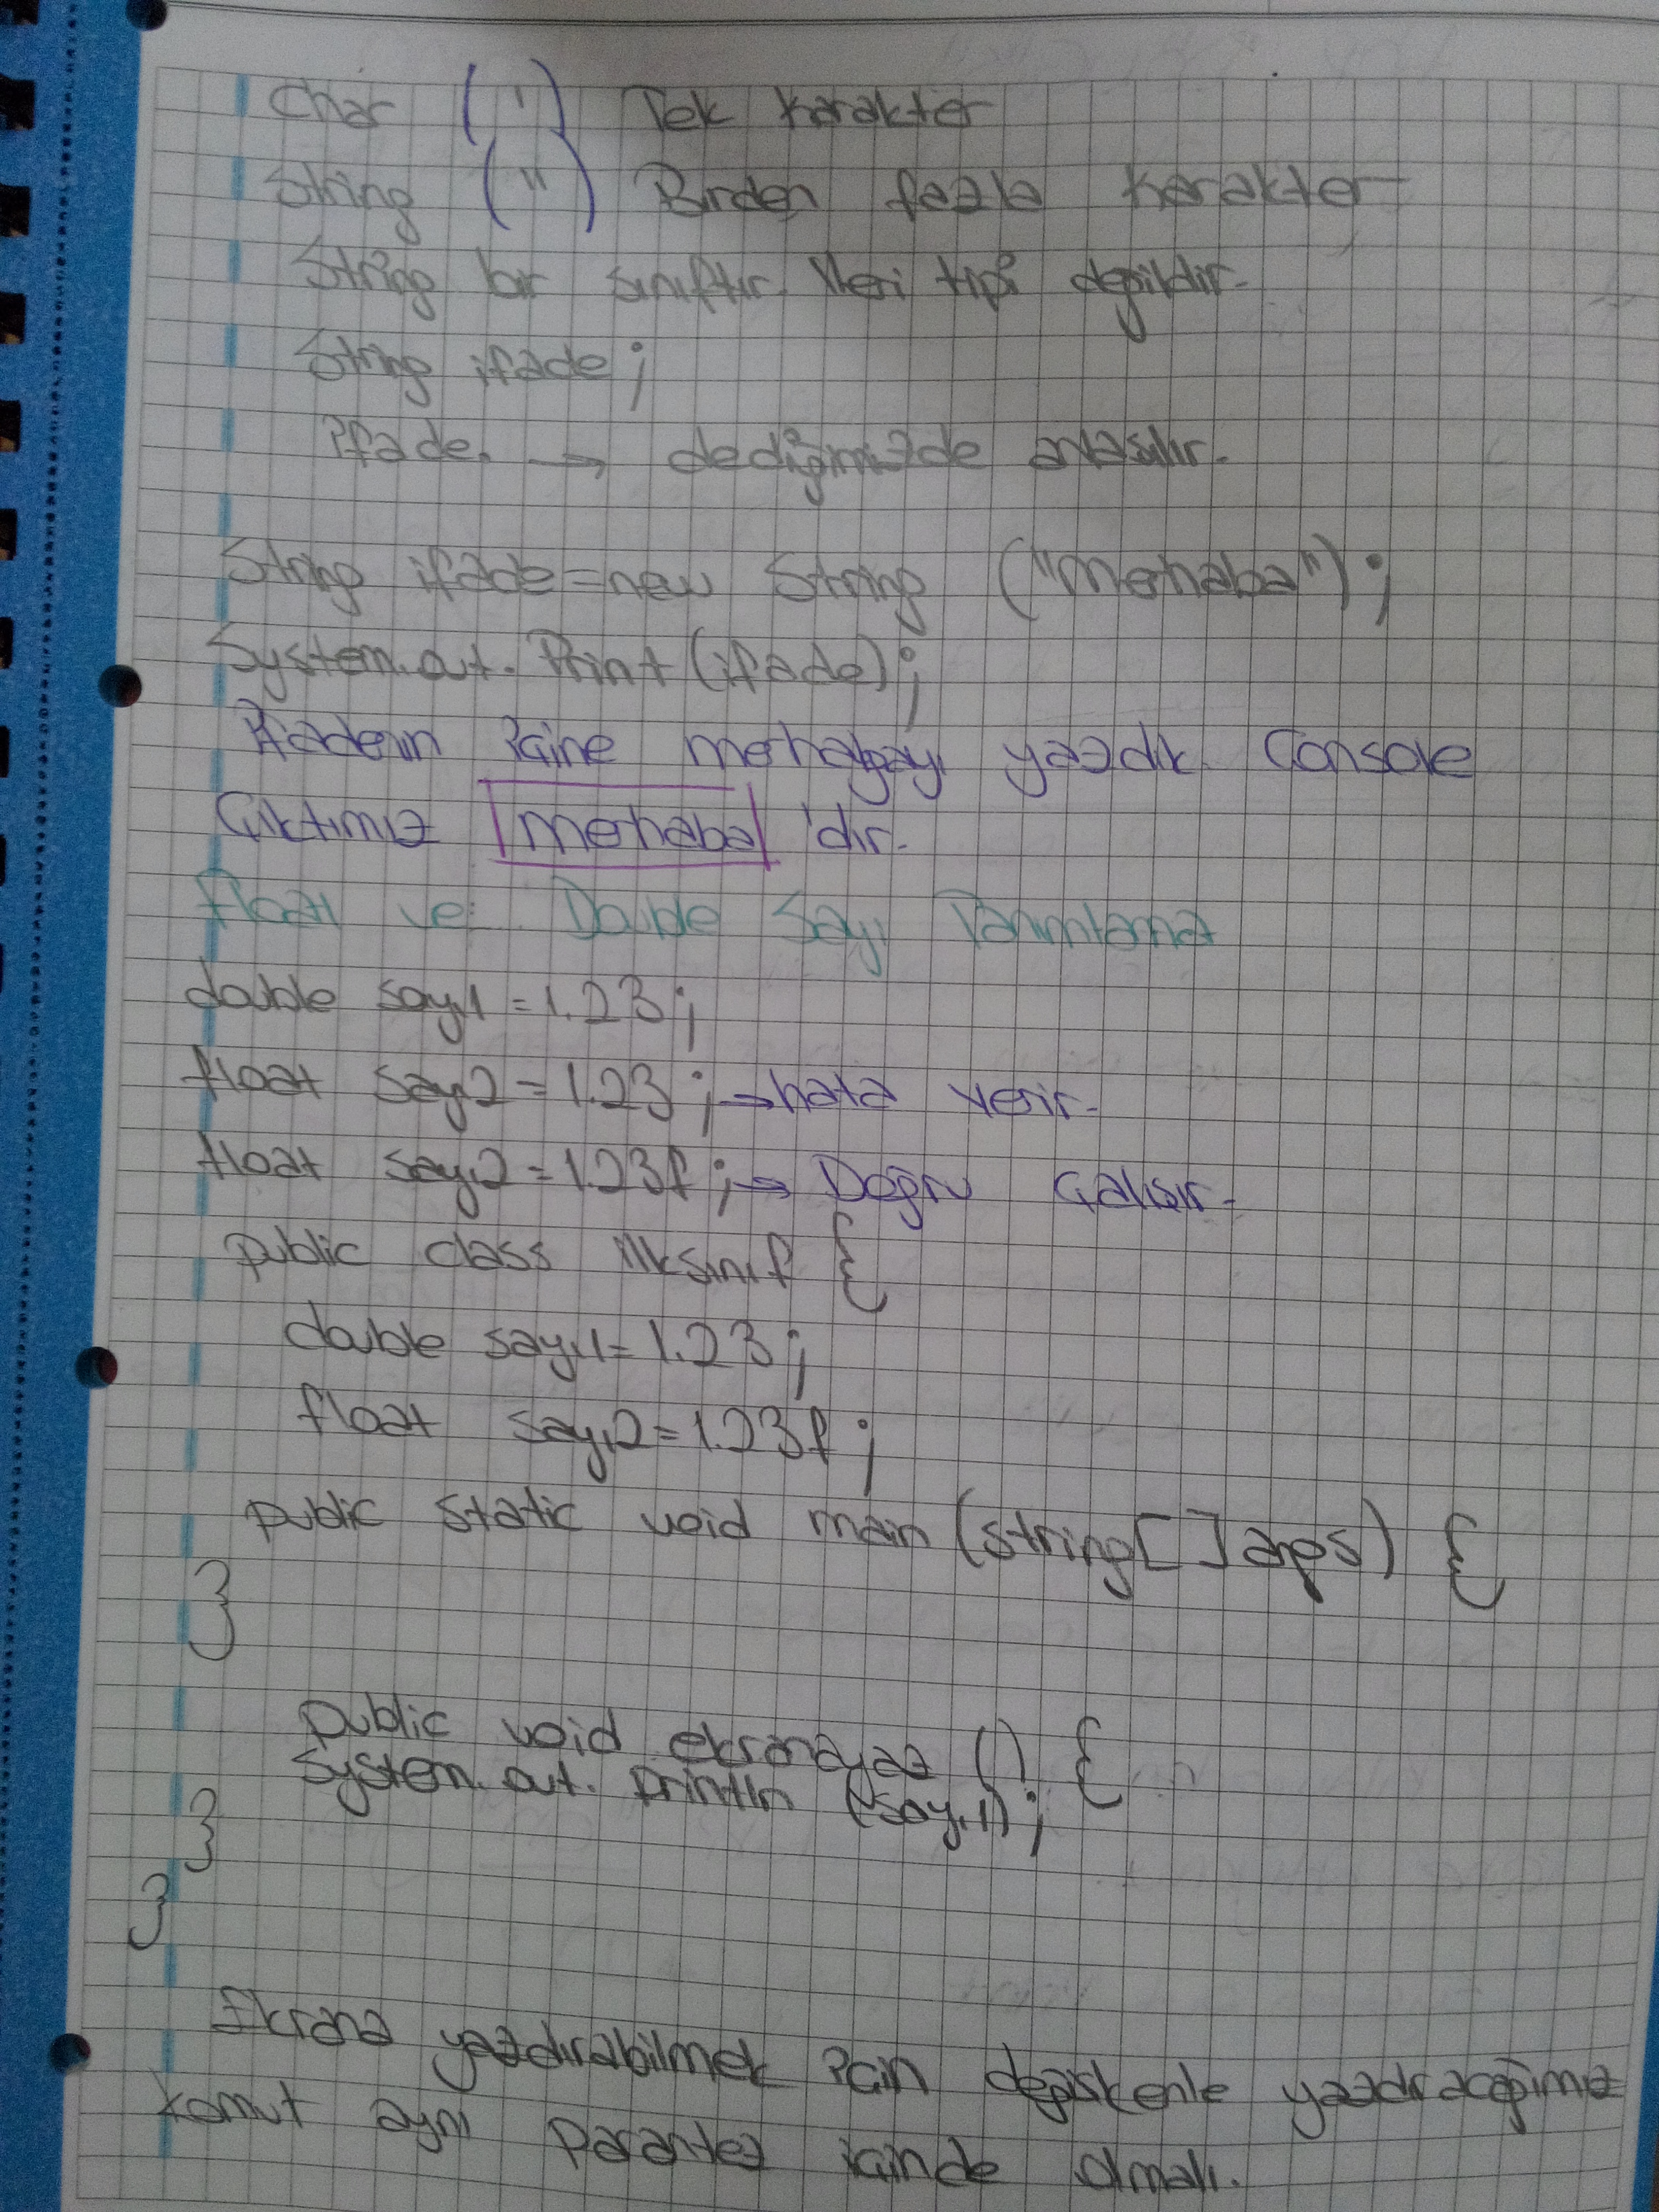 Char (') Tek karakter
String (") Birden fazla karakter
String bir sınıftır. Veri tipi değildir.
String ifade;
İfade. → dediğimizde anlaşılır.
String ifade = new String ("Merhaba");
System.out.Print(ifade);
İfadenin içine merhabayı yazdık. Console
Çıktımız merhaba 'dır.
float ve Double Sayı Tanımlama
double sayı1 = 1.23;
float sayı2 = 1.23; → hata verir.
float sayı2 = 1.23f; → Doğru çalışır.
public class ilksınıf {
double sayı1 = 1.23;
float sayı2 = 1.23f;
public static void main (string[] args) {
}
public void ekranayaz () {
system.out.println (sayı1);
}
}
Ekrana yazdırabilmek için değişkenle yazdıracağımız
komut aynı parantez içinde olmalı.